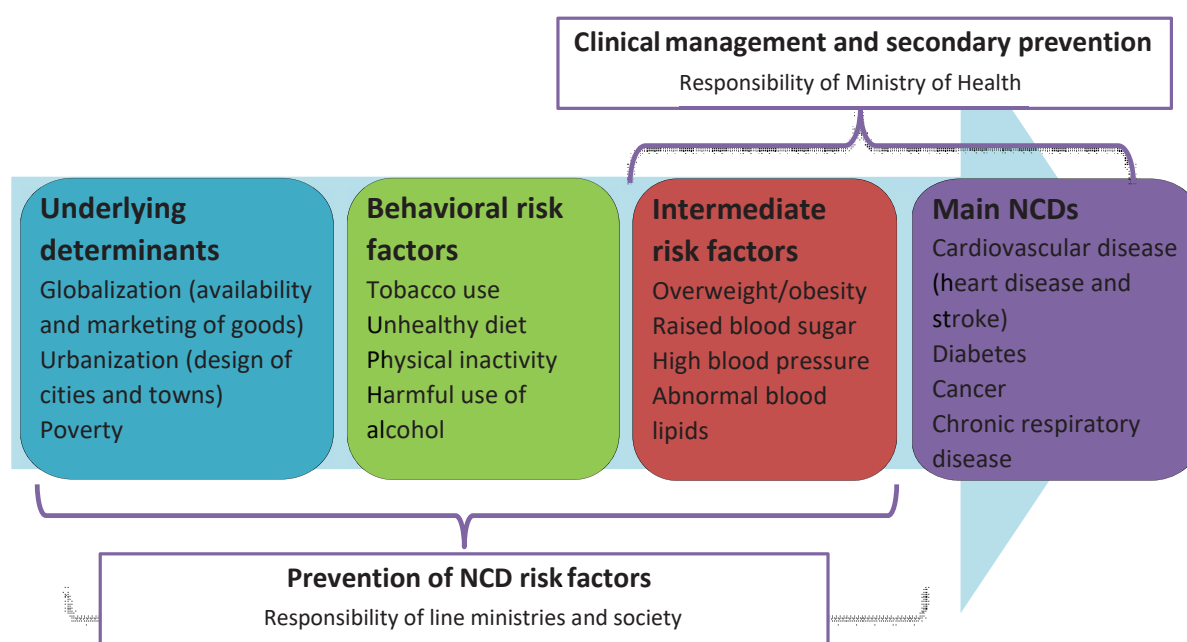 Clinical management and secondary prevention
Responsibility of Ministry of Health
Underlying
determinants
Globalization (availability
and marketing of goods)
Urbanization (design of
cities and towns)
Poverty
Behavioral risk
factors
Tobacco use
Unhealthy diet
Physical inactivity
Harmful use of
alcohol
Intermediate
risk factors
Overweight/obesity
Raised blood sugar
High blood pressure
Abnormal blood
lipids
Main NCDs
Cardiovascular disease
(heart disease and
stroke)
Diabetes
Cancer
Chronic respiratory
disease
Prevention of NCD risk factors
Responsibility of line ministries and society